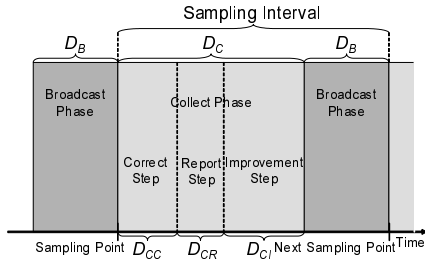 Sampling Interval
D_B
D_C
D_B
Broadcast
Phase
Collect Phase
Broadcast
Phase
Correct
Step
Report
Step
Improvement
Step
Sampling Point
D_CC
D_CR
D_CI
Next Sampling Point
Time